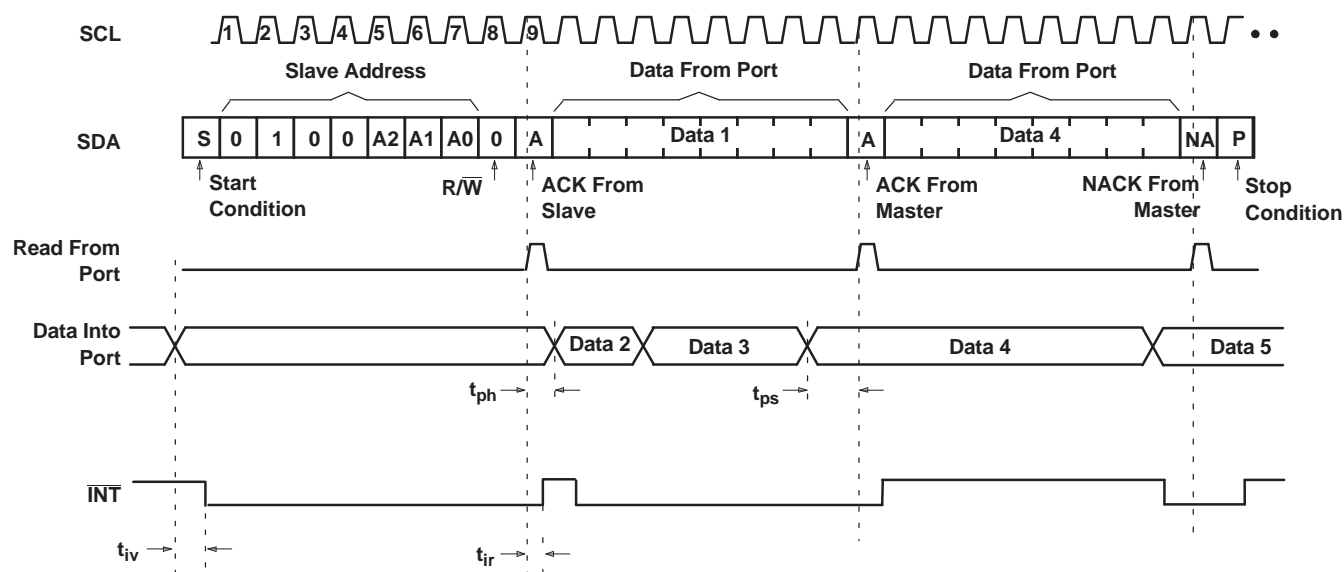 SCL
1 2 3 4 5 6 7 8 9
Slave Address
Data From Port
Data From Port
SDA
S 0 1 0 0 A2 A1 A0 0 A Data 1 A Data 4 NA P
Start
Condition
R/W̅
ACK From
Slave
ACK From
Master
NACK From
Master
Stop
Condition
Read From
Port
Data Into
Port
Data 2 Data 3 Data 4 Data 5
tph
tps
I̅N̅T̅
tiv
tir